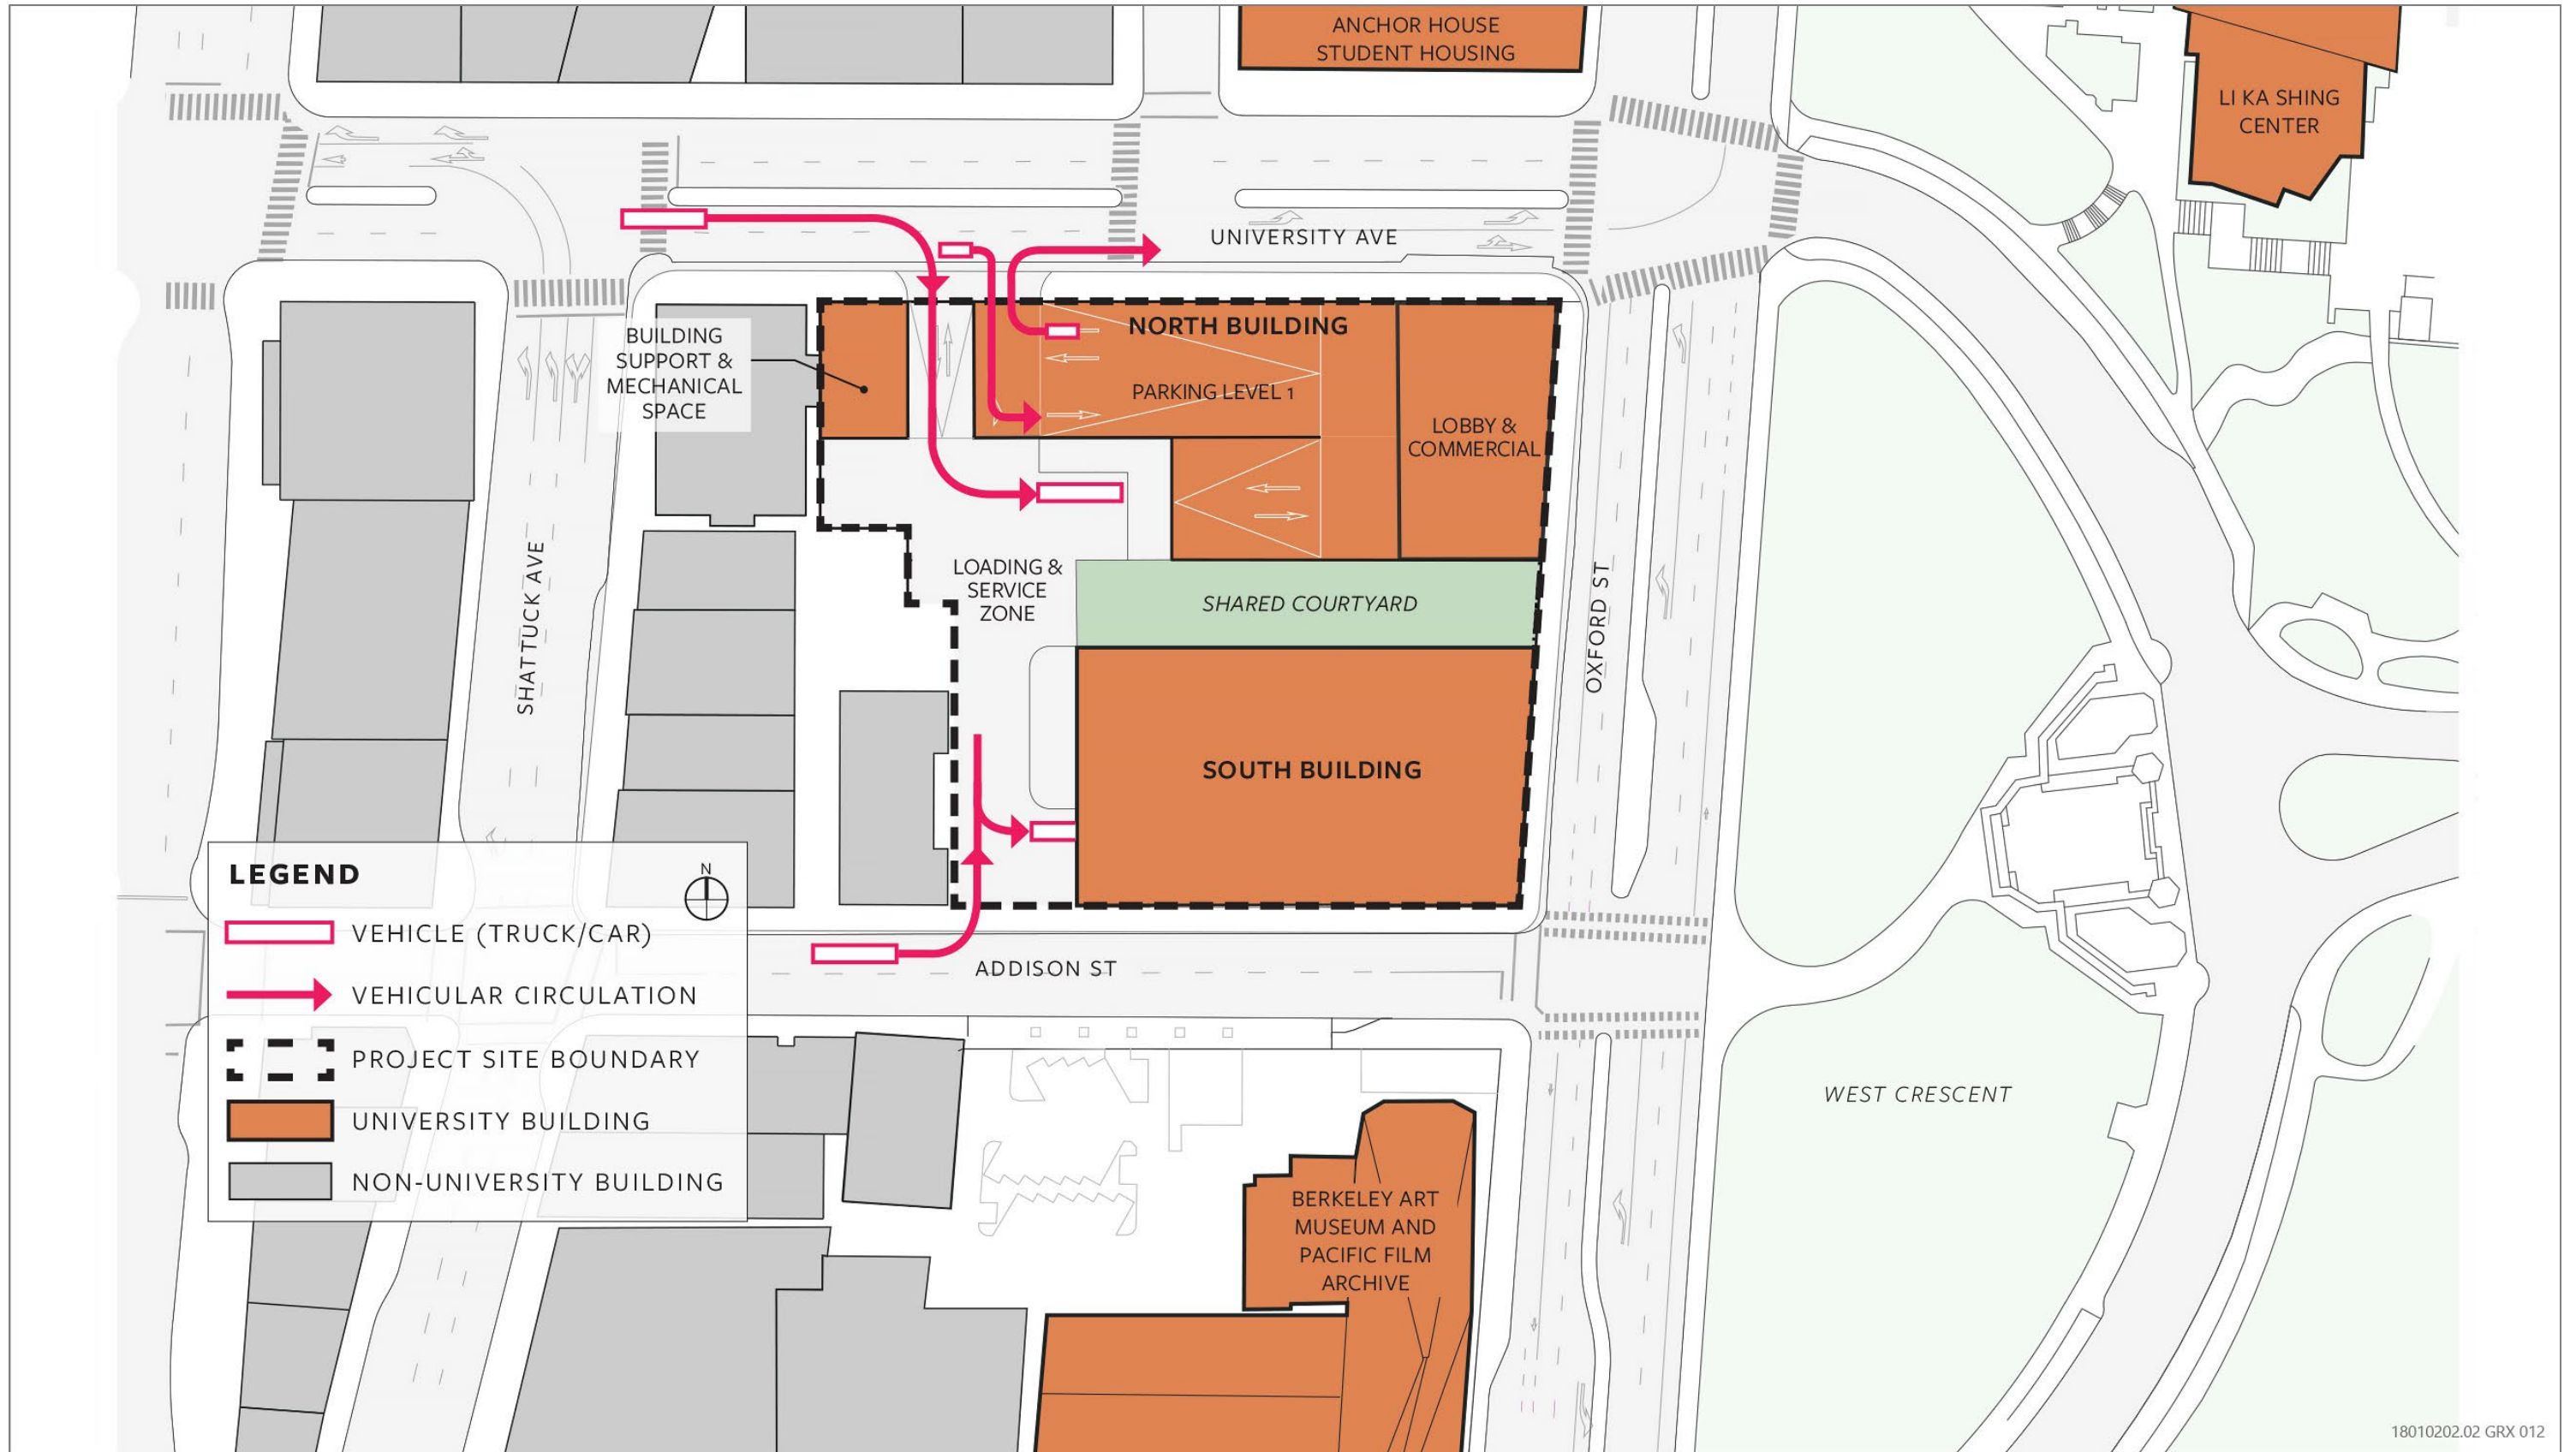 ANCHOR HOUSE
STUDENT HOUSING
LI KA SHING
CENTER
UNIVERSITY AVE
BUILDING
SUPPORT &
MECHANICAL
SPACE
NORTH BUILDING
PARKING LEVEL 1
LOBBY &
COMMERCIAL
LOADING &
SERVICE
ZONE
SHARED COURTYARD
SHATTUCK AVE
OXFORD ST
SOUTH BUILDING
ADDISON ST
WEST CRESCENT
BERKELEY ART
MUSEUM AND
PACIFIC FILM
ARCHIVE
LEGEND
N
VEHICLE (TRUCK/CAR)
VEHICULAR CIRCULATION
PROJECT SITE BOUNDARY
UNIVERSITY BUILDING
NON-UNIVERSITY BUILDING
18010202.02 GRX 012